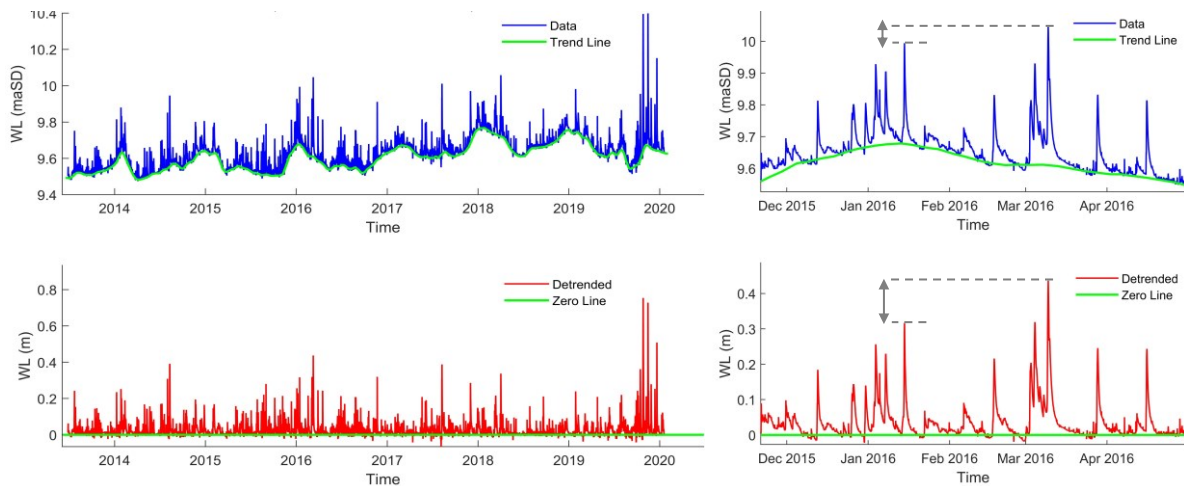 10.4
10.2
10
9.8
9.6
9.4
WL (maSD)
Data
Trend Line
2014 2015 2016 2017 2018 2019 2020
Time
10
9.9
9.8
9.7
9.6
WL (maSD)
Data
Trend Line
Dec 2015 Jan 2016 Feb 2016 Mar 2016 Apr 2016
Time
0.8
0.6
0.4
0.2
0
WL (m)
Detrended
Zero Line
2014 2015 2016 2017 2018 2019 2020
Time
0.4
0.3
0.2
0.1
0
WL (m)
Detrended
Zero Line
Dec 2015 Jan 2016 Feb 2016 Mar 2016 Apr 2016
Time